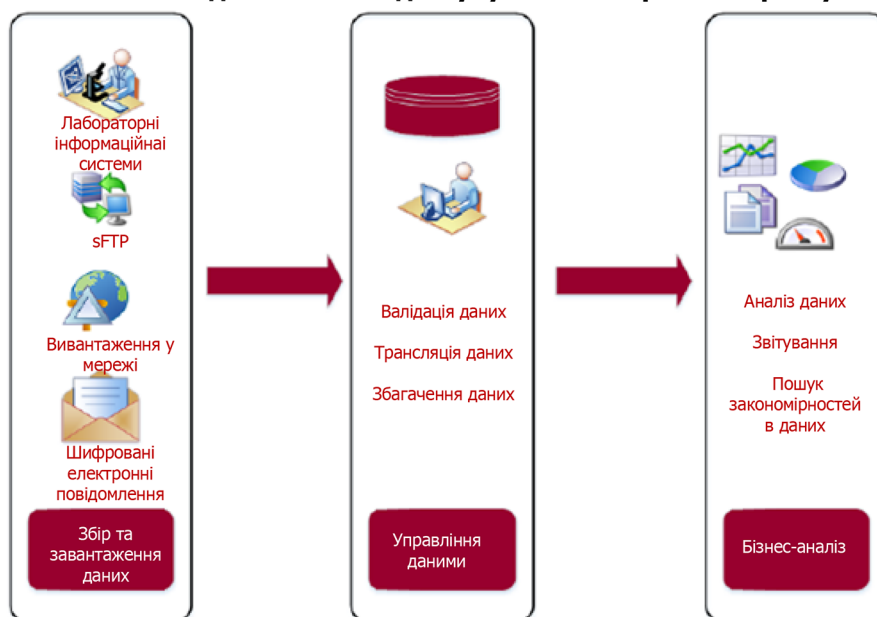 Лабораторні
інформаційнаі
системи
sFTP
Вивантаження у
мережі
Шифровані
електронні
повідомлення
Збір та
завантаження
даних
Валідація даних
Трансляція даних
Збагачення даних
Управління
даними
Аналіз даних
Звітування
Пошук
закономірностей
в даних
Бізнес-аналіз